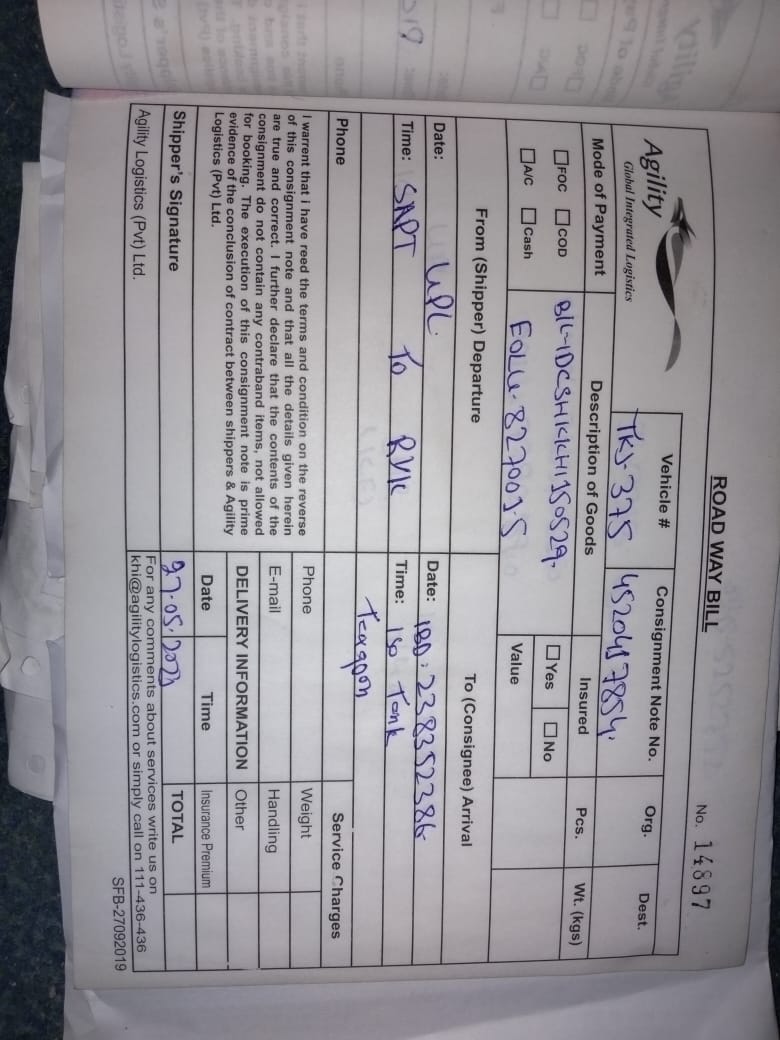 ROAD WAY BILL
No. 14897
Agility
Global Integrated Logistics
Vehicle #
TKJ-375
Consignment Note No.
4520417854
Org.
Dest.
Mode of Payment
FOC COD
A/C Cash
Description of Goods
EOLU-827001-5
Insured
Yes No
Value
Pcs.
Wt. (kgs)
From (Shipper) Departure
To (Consignee) Arrival
Date: UPL
Time: SAPT To
Date: IBD: 238352386
Time: Iso Tank
Phone
I warrent that i have reed the terms and condition on the reverse
of this consignment note and that all the details given herein
are true and correct. I further declare that the contents of the
consignment do not contain any contraband items, not allowed
for booking. The execution of this consignment note is prime
evidence of the conclusion of contract between shippers & Agility
Logistics (Pvt) Ltd.
Shipper's Signature
Agility Logistics (Pvt) Ltd.
Phone
E-mail
DELIVERY INFORMATION
Date Time
27.05.2021
Service Charges
Weight
Handling
Other
Insurance Premium
TOTAL
For any comments about services write us on
khi@agilitylogistics.com or simply call on 111-436-436
SFB-27092019